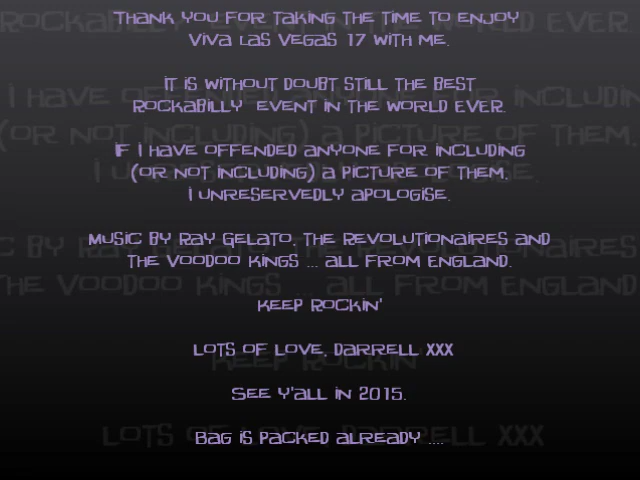 THANK YOU FOR TAKING THE TIME TO ENJOY
VIVA LAS VEGAS 17 WITH ME.
IT IS WITHOUT DOUBT STILL THE BEST
ROCKABILLY EVENT IN THE WORLD EVER.
IF I HAVE OFFENDED ANYONE FOR INCLUDING
(OR NOT INCLUDING) A PICTURE OF THEM,
I UNRESERVEDLY APOLOGISE.
MUSIC BY RAY GELATO, THE REVOLUTIONAIRES AND
THE VOODOO KINGS ... ALL FROM ENGLAND.
KEEP ROCKIN'
LOTS OF LOVE, DARRELL XXX
SEE Y'ALL IN 2015.
BAG IS PACKED ALREADY ....